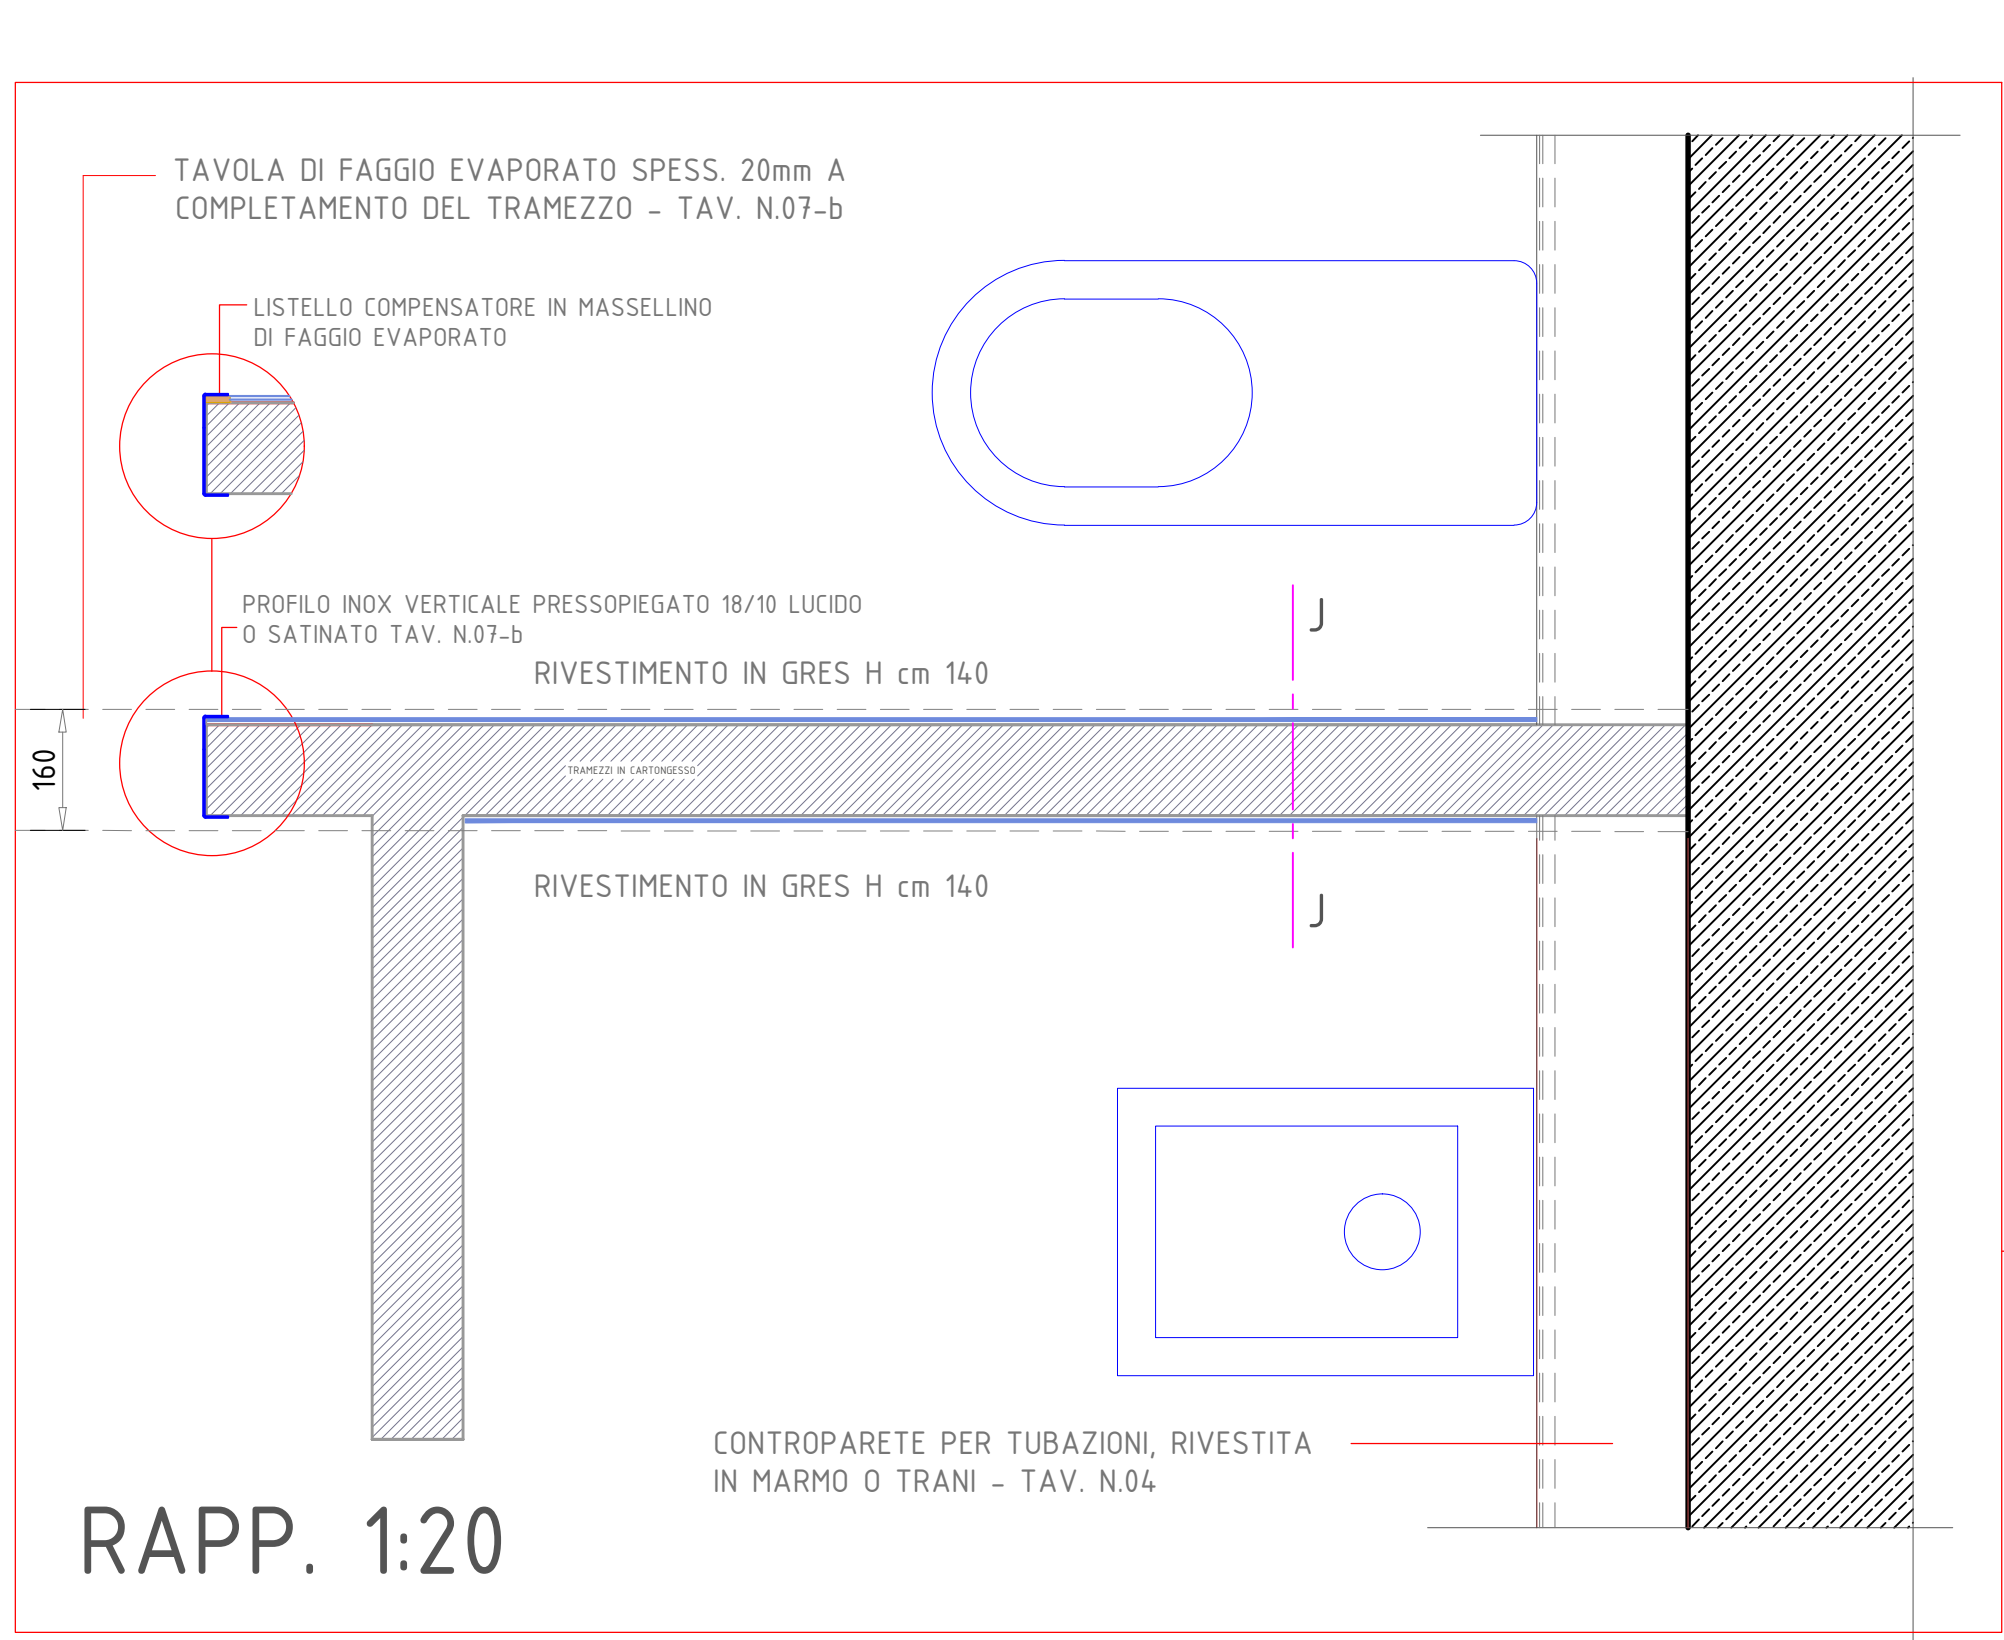 TAVOLA DI FAGGIO EVAPORATO SPESS. 20mm A
COMPLETAMENTO DEL TRAMEZZO - TAV. N.07-b
LISTELLO COMPENSATORE IN MASSELLINO
DI FAGGIO EVAPORATO
PROFILO INOX VERTICALE PRESSOPIEGATO 18/10 LUCIDO
O SATINATO TAV. N.07-b
J
RIVESTIMENTO IN GRES H cm 140
160
TRAMEZZI IN CARTONGESSO
RIVESTIMENTO IN GRES H cm 140
J
CONTROPARETE PER TUBAZIONI, RIVESTITA
IN MARMO O TRANI - TAV. N.04
RAPP. 1:20